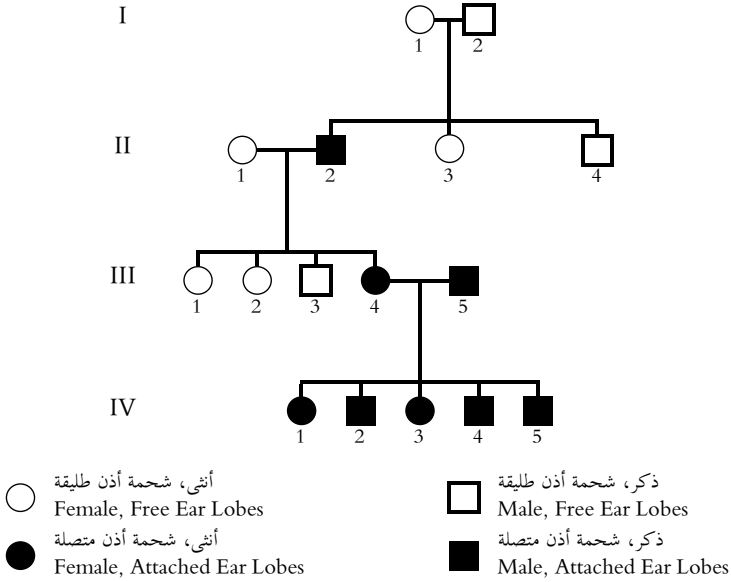 I
1 2
II
1 2 3 4
III
1 2 3 4 5
IV
1 2 3 4 5
أنثى، شحمة أذن طليقة
Female, Free Ear Lobes
ذكر، شحمة أذن طليقة
Male, Free Ear Lobes
أنثى، شحمة أذن متصلة
Female, Attached Ear Lobes
ذكر، شحمة أذن متصلة
Male, Attached Ear Lobes